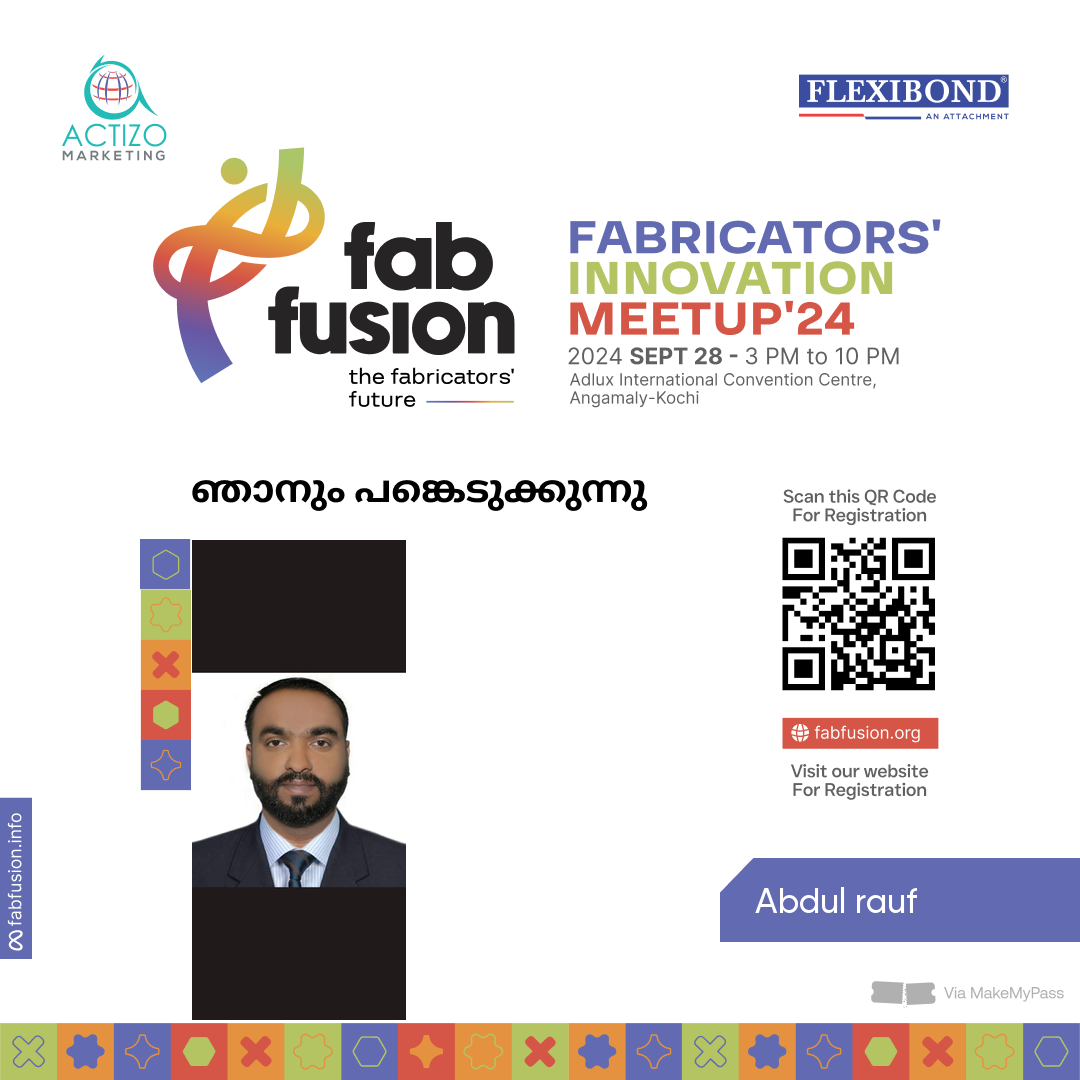 ACTIZO
MARKETING
FLEXIBOND®
AN ATTACHMENT
fab
fusion
the fabricators'
future
FABRICATORS'
INNOVATION
MEETUP'24
2024 SEPT 28 - 3 PM to 10 PM
Adlux International Convention Centre,
Angamaly-Kochi
ഞാനും പങ്കെടുക്കുന്നു
Scan this QR Code
For Registration
fabfusion.org
Visit our website
For Registration
fabfusion.info
Abdul rauf
Via MakeMyPass